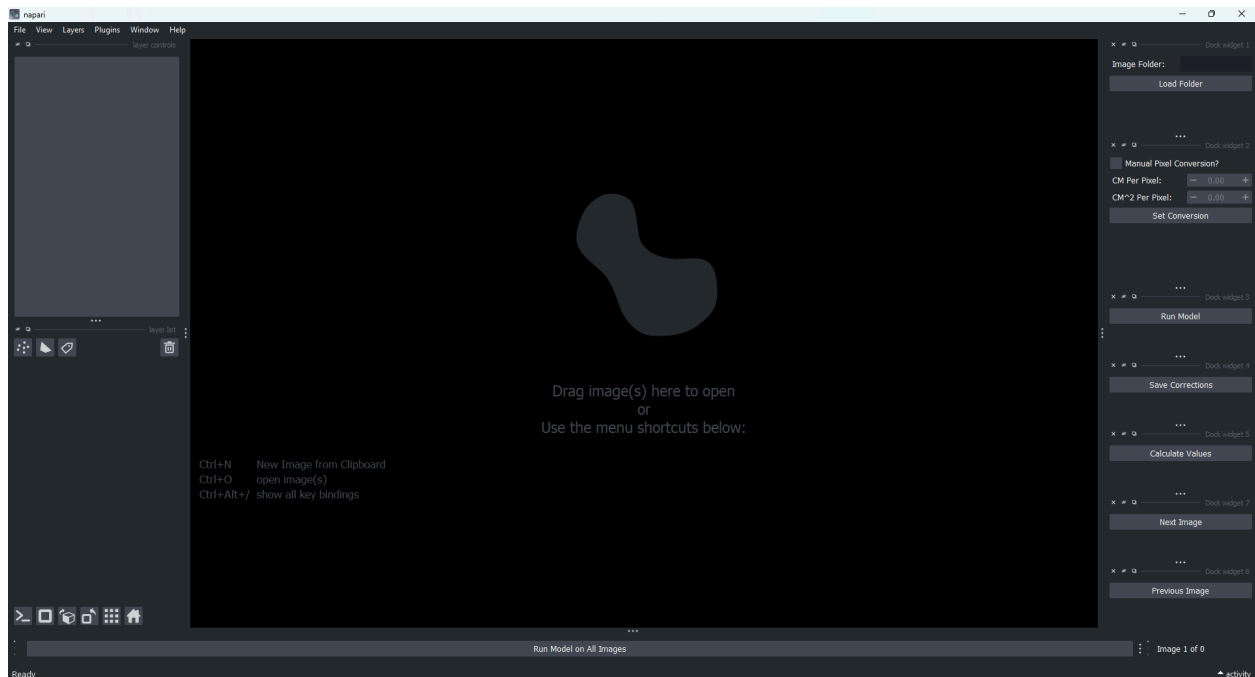 napari
File View Layers Plugins Window Help
layer controls
layer list
Drag image(s) here to open
or
Use the menu shortcuts below:
Ctrl+N New Image from Clipboard
Ctrl+O open image(s)
Ctrl+Alt+/ show all key bindings
Dock widget 1
Image Folder:
Load Folder
Dock widget 2
Manual Pixel Conversion?
CM Per Pixel: − 0.00 +
CM^2 Per Pixel: − 0.00 +
Set Conversion
Dock widget 3
Run Model
Dock widget 4
Save Corrections
Dock widget 5
Calculate Values
Dock widget 7
Next Image
Dock widget 8
Previous Image
Run Model on All Images
Image 1 of 0
Ready
activity